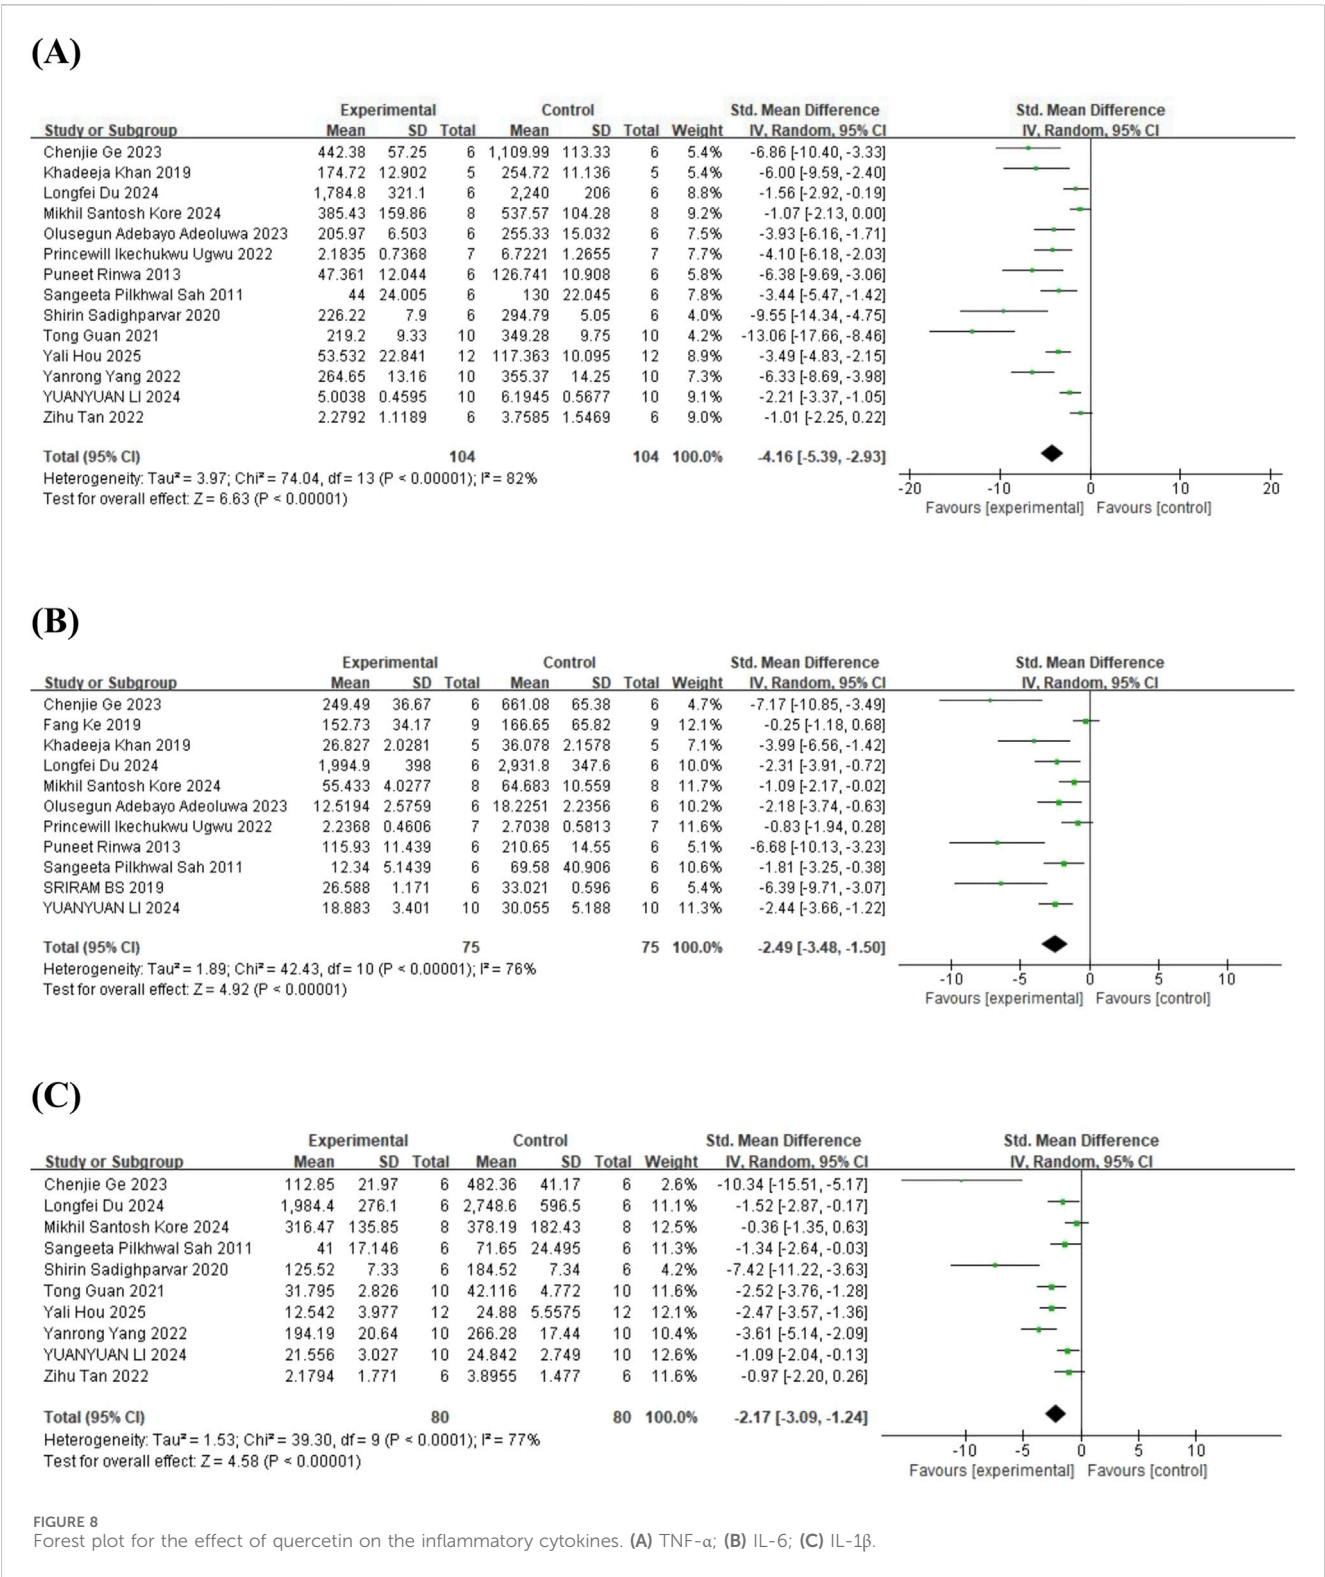 (A)
Experimental Control Std. Mean Difference Std. Mean Difference
Study or Subgroup Mean SD Total Mean SD Total Weight IV, Random, 95% CI IV, Random, 95% CI
Chenjie Ge 2023 442.38 57.25 6 1,109.99 113.33 6 5.4% -6.86 [-10.40, -3.33]
Khadeeja Khan 2019 174.72 12.902 5 254.72 11.136 5 5.4% -6.00 [-9.59, -2.40]
Longfei Du 2024 1,784.8 321.1 6 2,240 206 6 8.8% -1.56 [-2.92, -0.19]
Mikhil Santosh Kore 2024 385.43 159.86 8 537.57 104.28 8 9.2% -1.07 [-2.13, 0.00]
Olusegun Adebayo Adeoluwa 2023 205.97 6.503 6 255.33 15.032 6 7.5% -3.93 [-6.16, -1.71]
Princewill Ikechukwu Ugwu 2022 2.1835 0.7368 7 6.7221 1.2655 7 7.7% -4.10 [-6.18, -2.03]
Puneet Rinwa 2013 47.361 12.044 6 126.741 10.908 6 5.8% -6.38 [-9.69, -3.06]
Sangeeta Pilkhwal Sah 2011 44 24.005 6 130 22.045 6 7.8% -3.44 [-5.47, -1.42]
Shirin Sadighparvar 2020 226.22 7.9 6 294.79 5.05 6 4.0% -9.55 [-14.34, -4.75]
Tong Guan 2021 219.2 9.33 10 349.28 9.75 10 4.2% -13.06 [-17.66, -8.46]
Yali Hou 2025 53.532 22.841 12 117.363 10.095 12 8.9% -3.49 [-4.83, -2.15]
Yanrong Yang 2022 264.65 13.16 10 355.37 14.25 10 7.3% -6.33 [-8.69, -3.98]
YUANYUAN LI 2024 5.0038 0.4595 10 6.1945 0.5677 10 9.1% -2.21 [-3.37, -1.05]
Zihu Tan 2022 2.2792 1.1189 6 3.7585 1.5469 6 9.0% -1.01 [-2.25, 0.22]
Total (95% CI) 104 104 100.0% -4.16 [-5.39, -2.93]
Heterogeneity: Tau² = 3.97; Chi² = 74.04, df = 13 (P < 0.00001); I² = 82%
Test for overall effect: Z = 6.63 (P < 0.00001)
-20 -10 0 10 20
Favours [experimental] Favours [control]
(B)
Experimental Control Std. Mean Difference Std. Mean Difference
Study or Subgroup Mean SD Total Mean SD Total Weight IV, Random, 95% CI IV, Random, 95% CI
Chenjie Ge 2023 249.49 36.67 6 661.08 65.38 6 4.7% -7.17 [-10.85, -3.49]
Fang Ke 2019 152.73 34.17 9 166.65 65.82 9 12.1% -0.25 [-1.18, 0.68]
Khadeeja Khan 2019 26.827 2.0281 5 36.078 2.1578 5 7.1% -3.99 [-6.56, -1.42]
Longfei Du 2024 1,994.9 398 6 2,931.8 347.6 6 10.0% -2.31 [-3.91, -0.72]
Mikhil Santosh Kore 2024 55.433 4.0277 8 64.683 10.559 8 11.7% -1.09 [-2.17, -0.02]
Olusegun Adebayo Adeoluwa 2023 12.5194 2.5759 6 18.2251 2.2356 6 10.2% -2.18 [-3.74, -0.63]
Princewill Ikechukwu Ugwu 2022 2.2368 0.4606 7 2.7038 0.5813 7 11.6% -0.83 [-1.94, 0.28]
Puneet Rinwa 2013 115.93 11.439 6 210.65 14.55 6 5.1% -6.68 [-10.13, -3.23]
Sangeeta Pilkhwal Sah 2011 12.34 5.1439 6 69.58 40.906 6 10.6% -1.81 [-3.25, -0.38]
SRIRAM BS 2019 26.588 1.171 6 33.021 0.596 6 5.4% -6.39 [-9.71, -3.07]
YUANYUAN LI 2024 18.883 3.401 10 30.055 5.188 10 11.3% -2.44 [-3.66, -1.22]
Total (95% CI) 75 75 100.0% -2.49 [-3.48, -1.50]
Heterogeneity: Tau² = 1.89; Chi² = 42.43, df = 10 (P < 0.00001); I² = 76%
Test for overall effect: Z = 4.92 (P < 0.00001)
-10 -5 0 5 10
Favours [experimental] Favours [control]
(C)
Experimental Control Std. Mean Difference Std. Mean Difference
Study or Subgroup Mean SD Total Mean SD Total Weight IV, Random, 95% CI IV, Random, 95% CI
Chenjie Ge 2023 112.85 21.97 6 482.36 41.17 6 2.6% -10.34 [-15.51, -5.17]
Longfei Du 2024 1,984.4 276.1 6 2,748.6 596.5 6 11.1% -1.52 [-2.87, -0.17]
Mikhil Santosh Kore 2024 316.47 135.85 8 378.19 182.43 8 12.5% -0.36 [-1.35, 0.63]
Sangeeta Pilkhwal Sah 2011 41 17.146 6 71.65 24.495 6 11.3% -1.34 [-2.64, -0.03]
Shirin Sadighparvar 2020 125.52 7.33 6 184.52 7.34 6 4.2% -7.42 [-11.22, -3.63]
Tong Guan 2021 31.795 2.826 10 42.116 4.772 10 11.6% -2.52 [-3.76, -1.28]
Yali Hou 2025 12.542 3.977 12 24.88 5.5575 12 12.1% -2.47 [-3.57, -1.36]
Yanrong Yang 2022 194.19 20.64 10 266.28 17.44 10 10.4% -3.61 [-5.14, -2.09]
YUANYUAN LI 2024 21.556 3.027 10 24.842 2.749 10 12.6% -1.09 [-2.04, -0.13]
Zihu Tan 2022 2.1794 1.771 6 3.8955 1.477 6 11.6% -0.97 [-2.20, 0.26]
Total (95% CI) 80 80 100.0% -2.17 [-3.09, -1.24]
Heterogeneity: Tau² = 1.53; Chi² = 39.30, df = 9 (P < 0.0001); I² = 77%
Test for overall effect: Z = 4.58 (P < 0.00001)
-10 -5 0 5 10
Favours [experimental] Favours [control]
FIGURE 8
Forest plot for the effect of quercetin on the inflammatory cytokines. (A) TNF-α; (B) IL-6; (C) IL-1β.